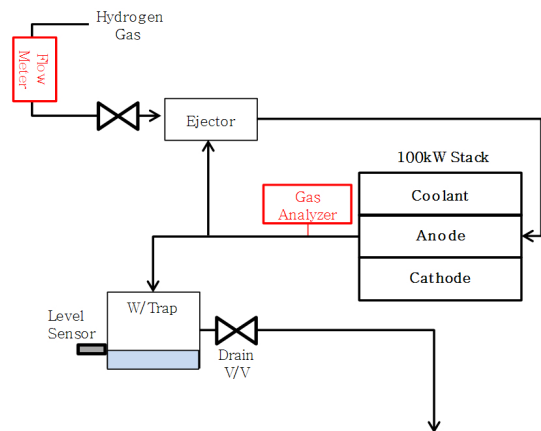 Hydrogen
Gas
Flow
Meter
Ejector
100kW Stack
Gas
Analyzer
Coolant
Anode
Cathode
W/Trap
Level
Sensor
Drain
V/V